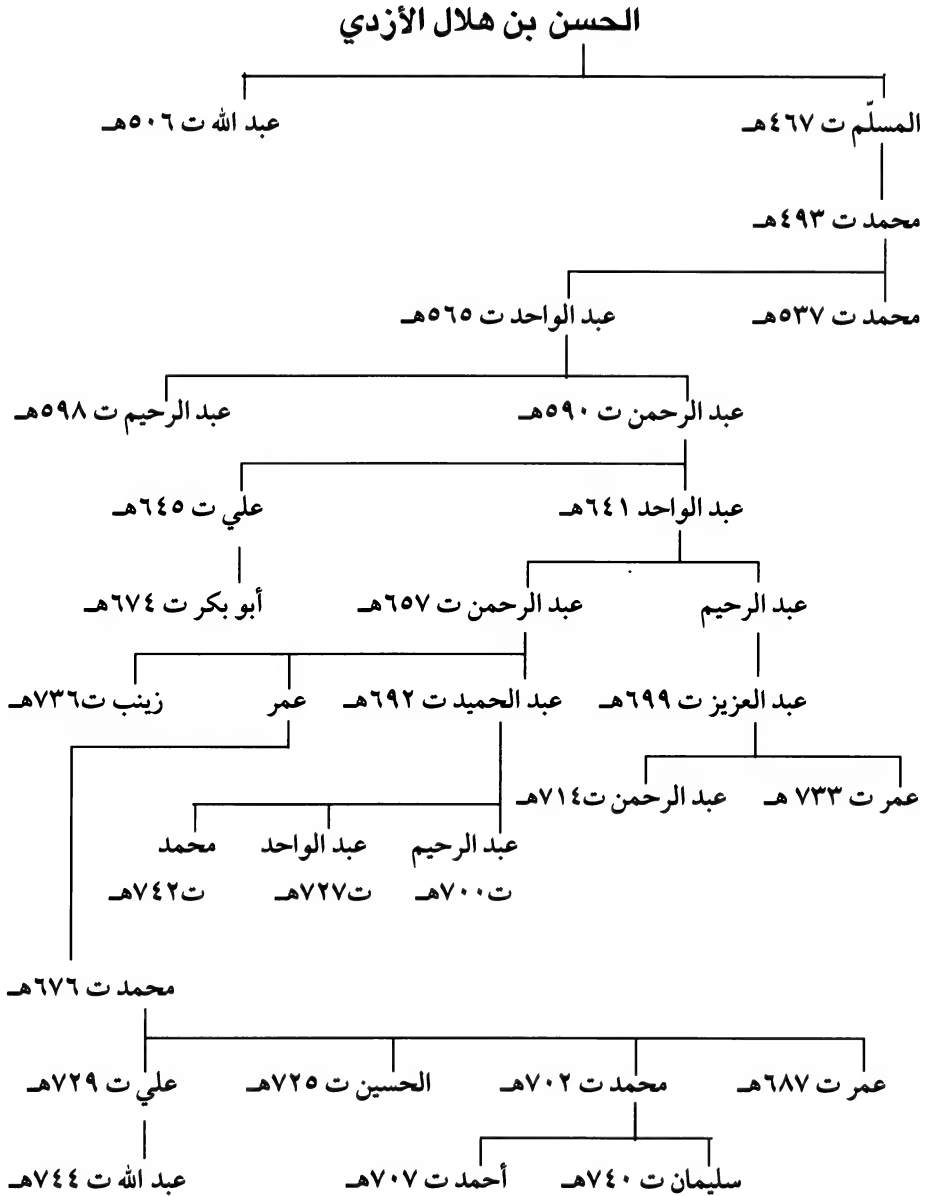 الحسن بن هلال الأزدي
المسلّم ت ٤٦٧هـ عبد الله ت ٥٠٦هـ
محمد ت ٤٩٣هـ
محمد ت ٥٣٧هـ عبد الواحد ت ٥٦٥هـ
عبد الرحمن ت ٥٩٠هـ عبد الرحيم ت ٥٩٨هـ
عبد الواحد ٦٤١هـ علي ت ٦٤٥هـ
عبد الرحيم عبد الرحمن ت ٦٥٧هـ أبو بكر ت ٦٧٤هـ
عبد العزيز ت ٦٩٩هـ عبد الحميد ت ٦٩٢هـ عمر زينب ت٧٣٦هـ
عمر ت ٧٣٣ هـ عبد الرحمن ت٧١٤هـ
عبد الرحيم عبد الواحد محمد
ت٧٠٠هـ ت٧٢٧هـ ت٧٤٢هـ
محمد ت ٦٧٦هـ
عمر ت ٦٨٧هـ محمد ت ٧٠٢هـ الحسين ت ٧٢٥هـ علي ت ٧٢٩هـ
سليمان ت ٧٤٠هـ أحمد ت ٧٠٧هـ عبد الله ت ٧٤٤هـ